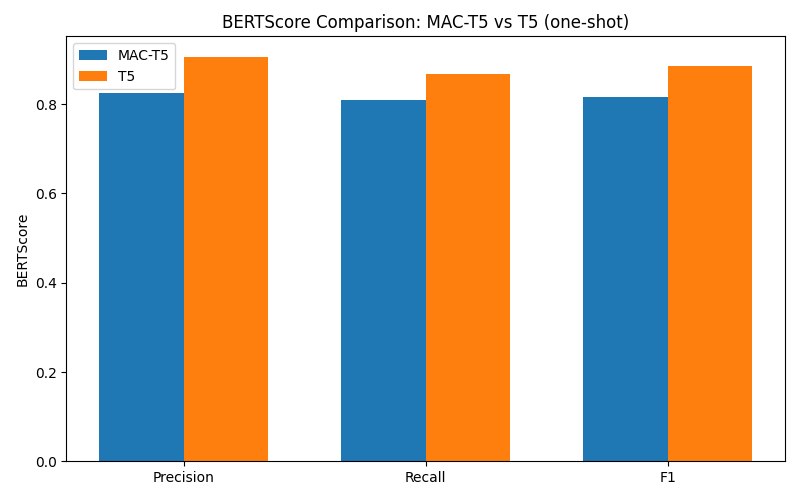 BERTScore Comparison: MAC-T5 vs T5 (one-shot)
MAC-T5
T5
BERTScore
0.8
0.6
0.4
0.2
0.0
Precision
Recall
F1